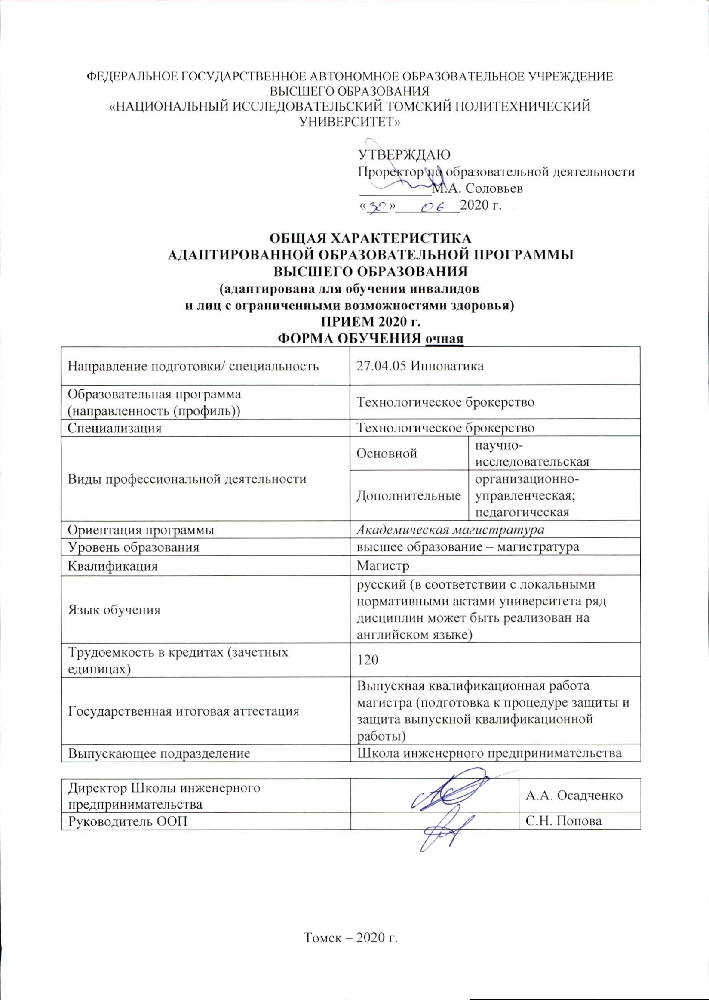 ФЕДЕРАЛЬНОЕ ГОСУДАРСТВЕННОЕ АВТОНОМНОЕ ОБРАЗОВАТЕЛЬНОЕ УЧРЕЖДЕНИЕ
ВЫСШЕГО ОБРАЗОВАНИЯ
«НАЦИОНАЛЬНЫЙ ИССЛЕДОВАТЕЛЬСКИЙ ТОМСКИЙ ПОЛИТЕХНИЧЕСКИЙ
УНИВЕРСИТЕТ»
УТВЕРЖДАЮ
Проректор по образовательной деятельности
__________М.А. Соловьев
«30» 06 2020 г.
ОБЩАЯ ХАРАКТЕРИСТИКА
АДАПТИРОВАННОЙ ОБРАЗОВАТЕЛЬНОЙ ПРОГРАММЫ
ВЫСШЕГО ОБРАЗОВАНИЯ
(адаптирована для обучения инвалидов
и лиц с ограниченными возможностями здоровья)
ПРИЕМ 2020 г.
ФОРМА ОБУЧЕНИЯ очная
Направление подготовки/ специальность
27.04.05 Инноватика
Образовательная программа
(направленность (профиль))
Технологическое брокерство
Специализация
Технологическое брокерство
Виды профессиональной деятельности
Основной
научно-
исследовательская
Дополнительные
организационно-
управленческая;
педагогическая
Ориентация программы
Академическая магистратура
Уровень образования
высшее образование – магистратура
Квалификация
Магистр
Язык обучения
русский (в соответствии с локальными
нормативными актами университета ряд
дисциплин может быть реализован на
английском языке)
Трудоемкость в кредитах (зачетных
единицах)
120
Государственная итоговая аттестация
Выпускная квалификационная работа
магистра (подготовка к процедуре защиты и
защита выпускной квалификационной
работы)
Выпускающее подразделение
Школа инженерного предпринимательства
Директор Школы инженерного
предпринимательства
А.А. Осадченко
Руководитель ООП
С.Н. Попова
Томск – 2020 г.